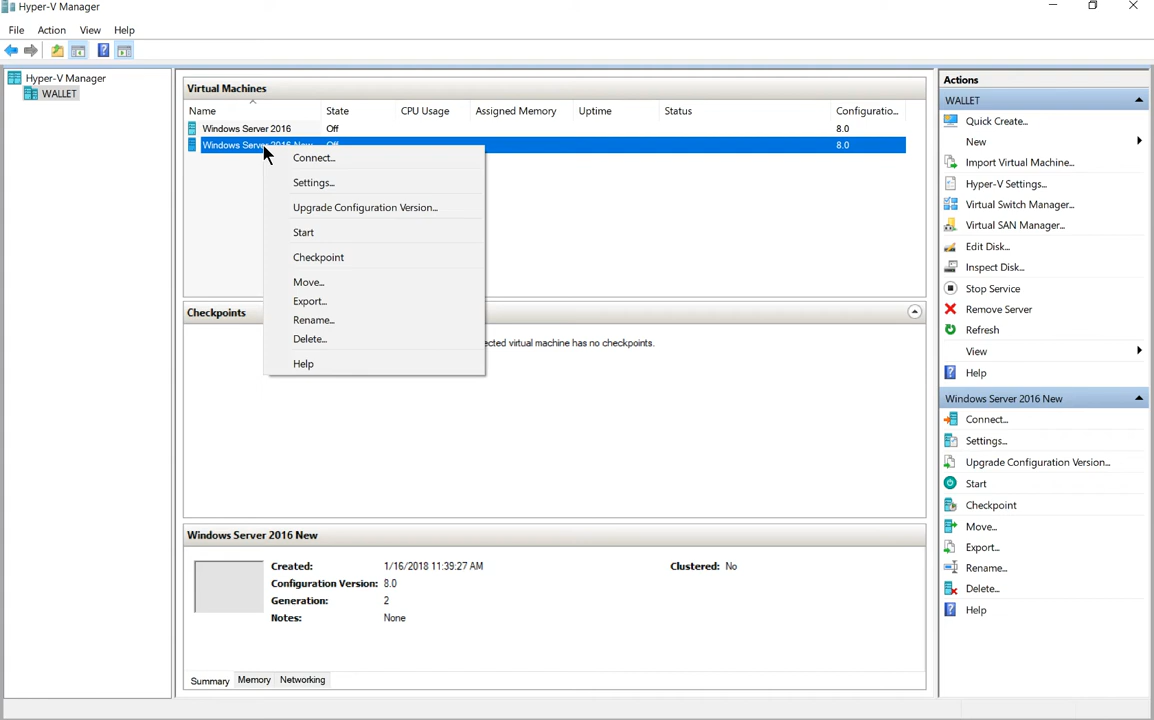 Hyper-V Manager
File Action View Help
Hyper-V Manager
WALLET
Virtual Machines
Name State CPU Usage Assigned Memory Uptime Status Configuratio...
Windows Server 2016 Off 8.0
Windows Server 2016 New Off 8.0
Connect...
Settings...
Upgrade Configuration Version...
Start
Checkpoint
Move...
Export...
Rename...
Delete...
Help
Checkpoints
ected virtual machine has no checkpoints.
Windows Server 2016 New
Created: 1/16/2018 11:39:27 AM Clustered: No
Configuration Version: 8.0
Generation: 2
Notes: None
Summary Memory Networking
Actions
WALLET
Quick Create...
New
Import Virtual Machine...
Hyper-V Settings...
Virtual Switch Manager...
Virtual SAN Manager...
Edit Disk...
Inspect Disk...
Stop Service
Remove Server
Refresh
View
Help
Windows Server 2016 New
Connect...
Settings...
Upgrade Configuration Version...
Start
Checkpoint
Move...
Export...
Rename...
Delete...
Help